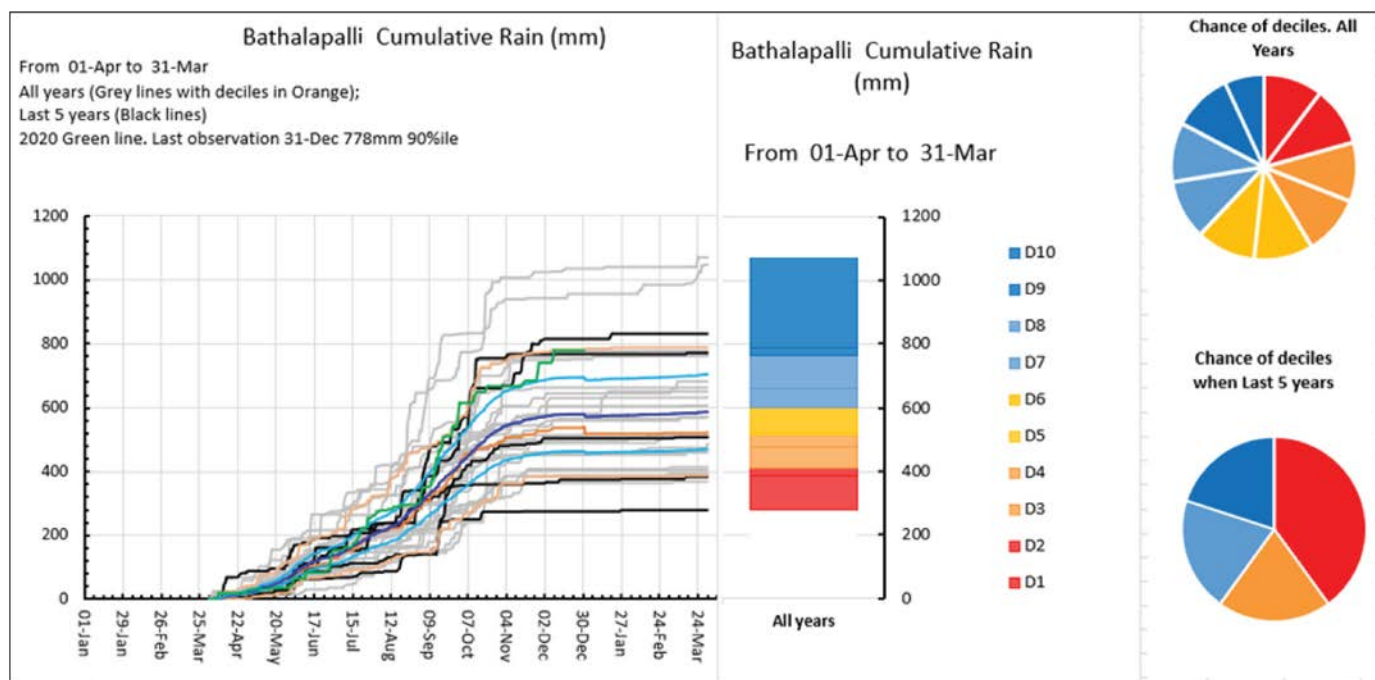 Bathalapalli Cumulative Rain (mm)
From 01-Apr to 31-Mar
All years (Grey lines with deciles in Orange);
Last 5 years (Black lines)
2020 Green line. Last observation 31-Dec 778mm 90%ile
1200
1000
800
600
400
200
0
01-Jan
29-Jan
26-Feb
25-Mar
22-Apr
20-May
17-Jun
15-Jul
12-Aug
09-Sep
07-Oct
04-Nov
02-Dec
30-Dec
27-Jan
24-Feb
24-Mar
Bathalapalli Cumulative Rain
(mm)
From 01-Apr to 31-Mar
1200
1000
800
600
400
200
0
All years
D10
D9
D8
D7
D6
D5
D4
D3
D2
D1
Chance of deciles. All
Years
Chance of deciles
when Last 5 years